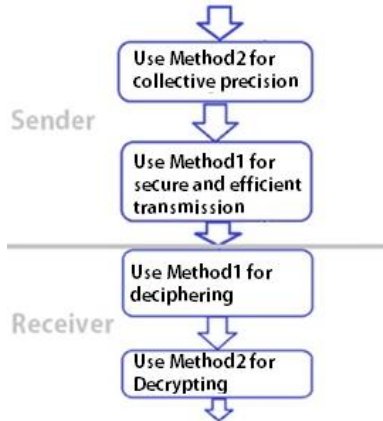 Use Method2 for
collective precision
Sender
Use Method1 for
secure and efficient
transmission
Use Method1 for
deciphering
Receiver
Use Method2 for
Decrypting